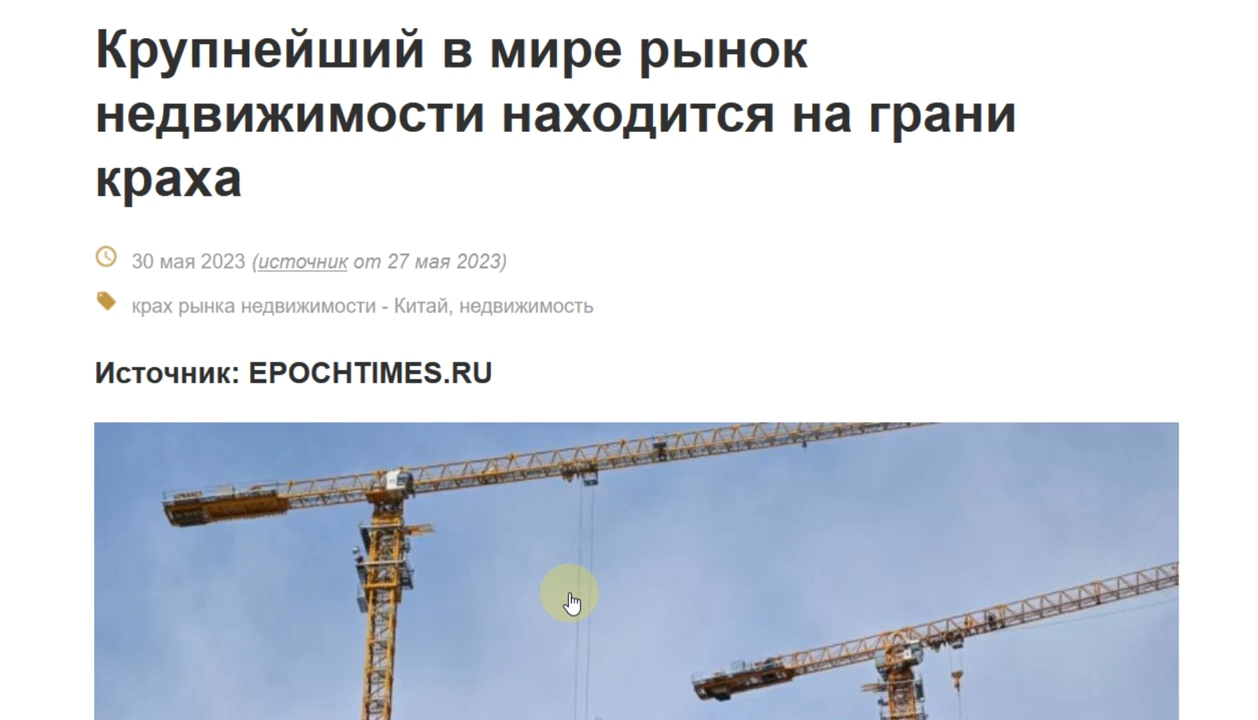 Крупнейший в мире рынок
недвижимости находится на грани
краха
30 мая 2023 (источник от 27 мая 2023)
крах рынка недвижимости - Китай, недвижимость
Источник: EPOCHTIMES.RU